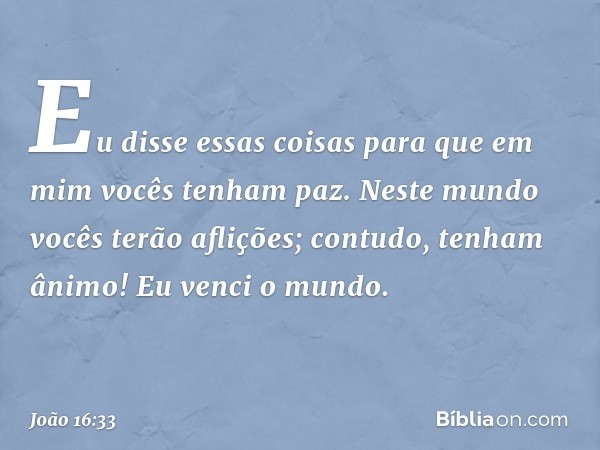 Eu disse essas coisas para que em
mim vocês tenham paz. Neste mundo
vocês terão aflições; contudo, tenham
ânimo! Eu venci o mundo.
João 16:33
Bíbliaon.com